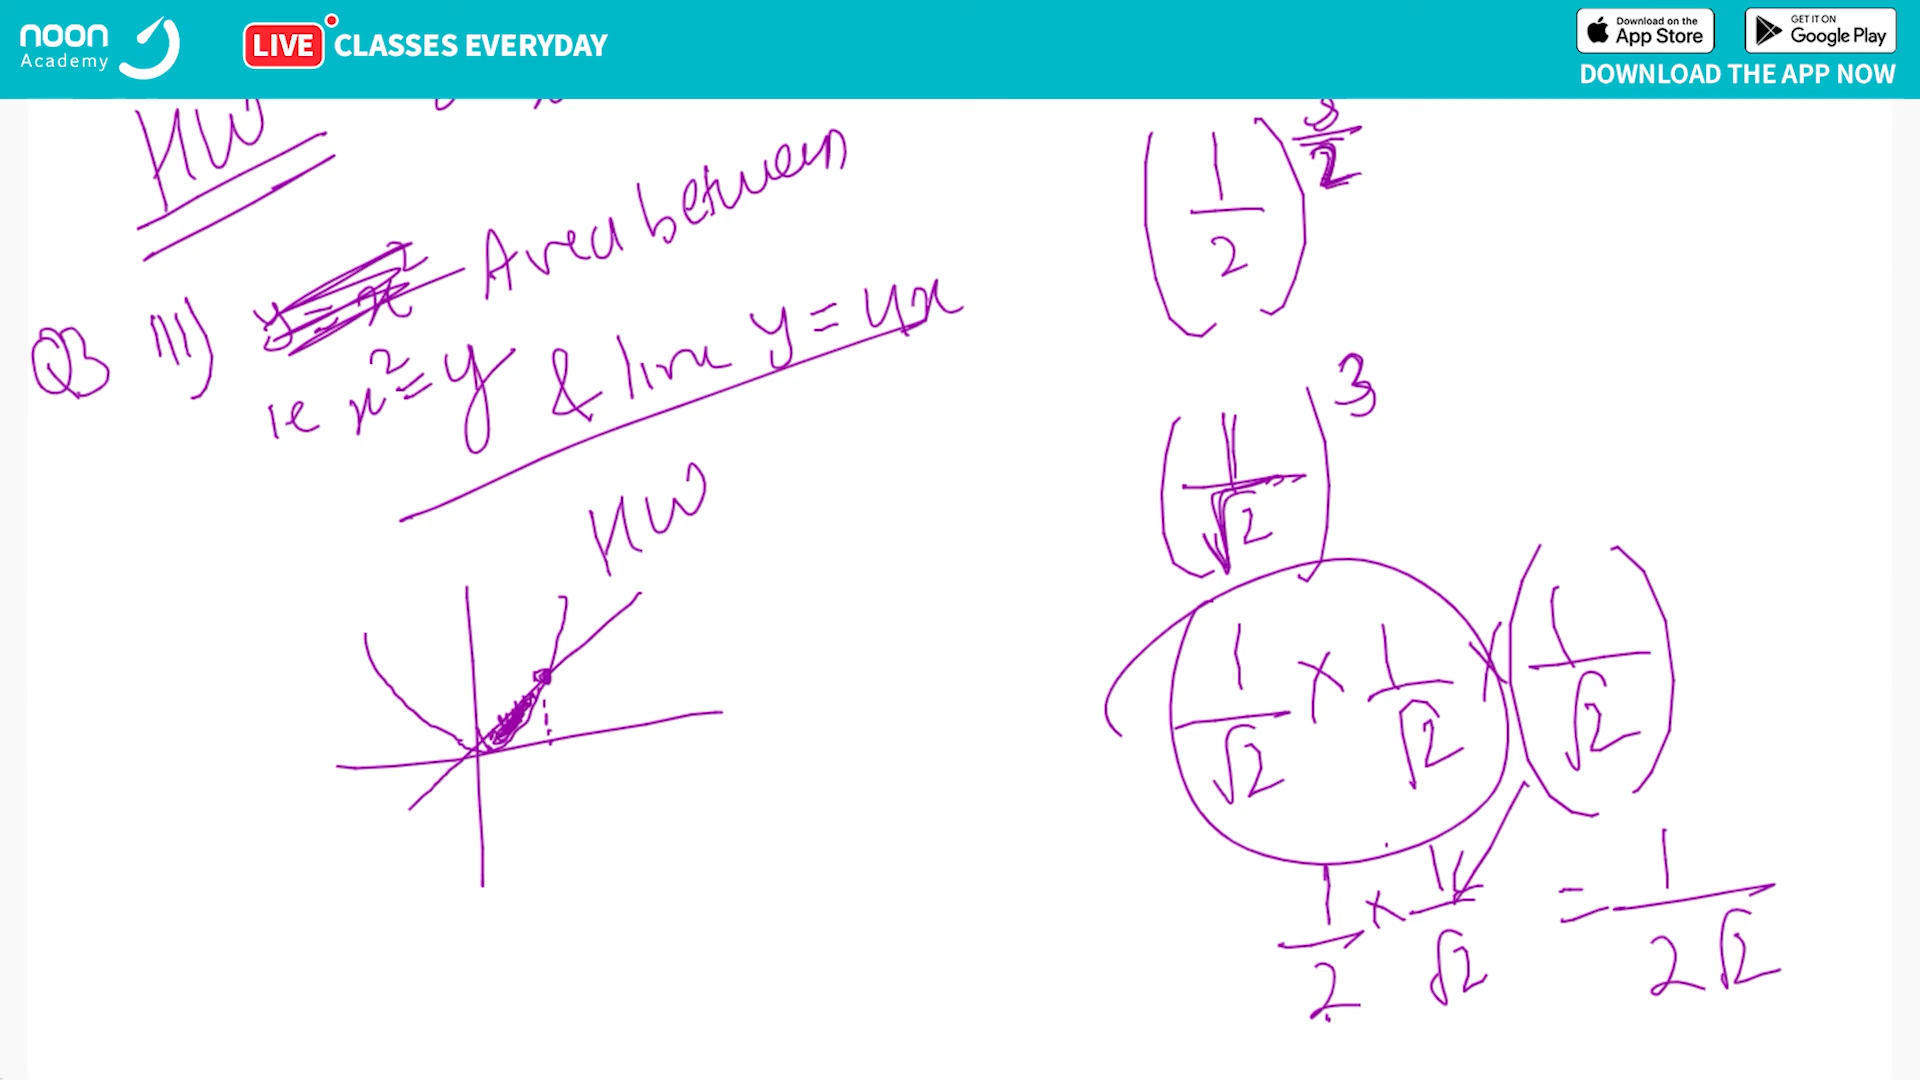 noon
Academy
LIVE CLASSES EVERYDAY
Download on the
App Store
GET IT ON
Google Play
DOWNLOAD THE APP NOW
HW
Q3 III) y=x² Area between
ie x²=y & line y=4x
HW
(1/2)^3/2
(1/√2)^3
1/√2 × 1/√2 × (1/√2)
1/2 × 1/√2 = 1/2√2